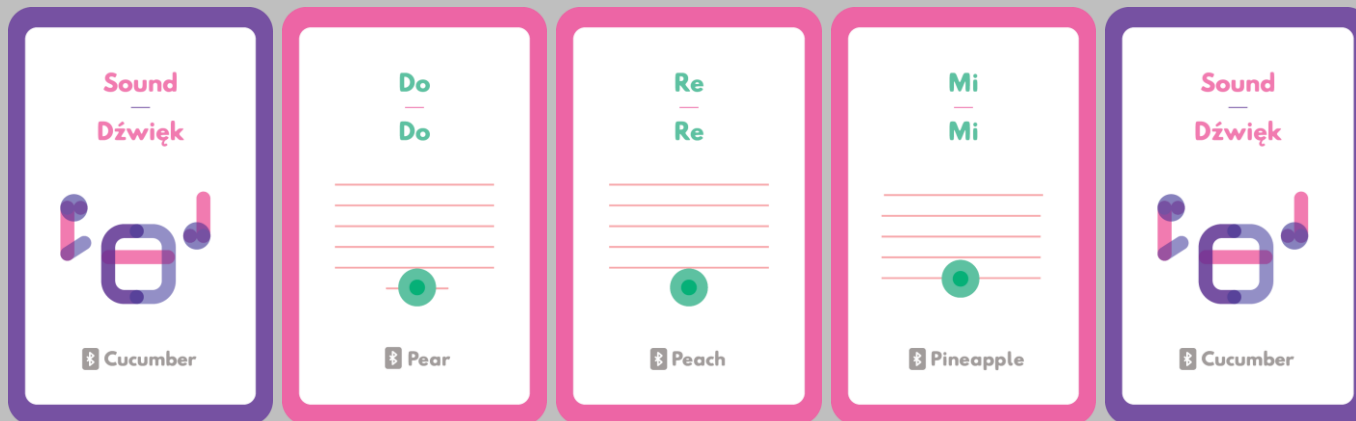 Sound
Dźwięk
Cucumber
Do
Do
Pear
Re
Re
Peach
Mi
Mi
Pineapple
Sound
Dźwięk
Cucumber